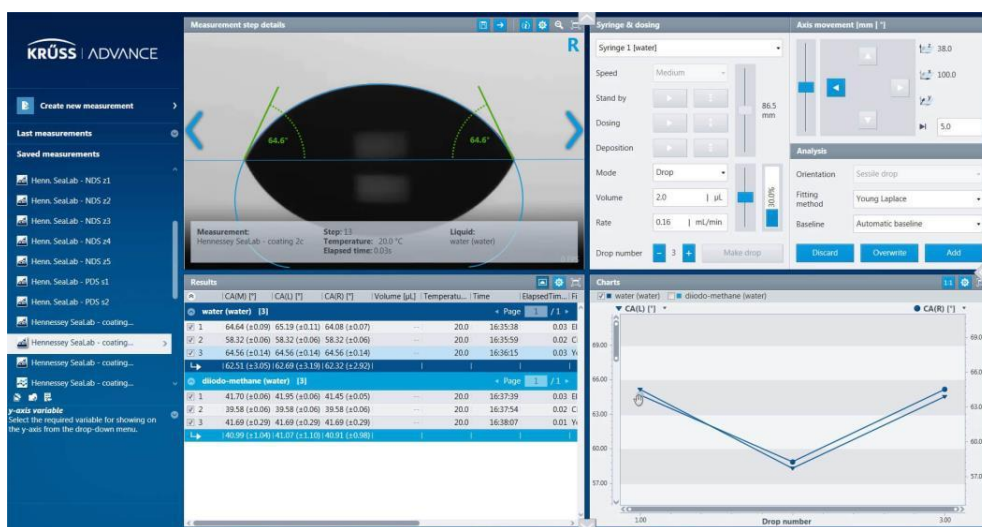 KRÜSS | ADVANCE
Create new measurement
Last measurements
Saved measurements
Henn. SeaLab - NDS z1
Henn. SeaLab - NDS z2
Henn. SeaLab - NDS z3
Henn. SeaLab - NDS z4
Henn. SeaLab - NDS z5
Henn. SeaLab - PDS s1
Henn. SeaLab - PDS s2
Hennessey SeaLab - coating...
Hennessey SeaLab - coating...
Hennessey SeaLab - coating...
Hennessey SeaLab - coating...
y-axis variable
Select the required variable for showing on
the y-axis from the drop-down menu.
Measurement step details
R
64.6° 64.6°
Measurement: Step: 13 Liquid:
Hennessey SeaLab - coating 2c Temperature: 20.0 °C water (water)
Elapsed time: 0.03s
Syringe & dosing
Syringe 1 [water]
Speed Medium
Stand by
86.5
mm
Dosing
Deposition
Mode Drop
Volume 2.0 | µL
30.0%
Rate 0.16 | mL/min
Drop number - 3 + Make drop
Axis movement [mm | °]
38.0
100.0
5.0
Analysis
Orientation Sessile drop
Fitting
method Young Laplace
Baseline Automatic baseline
Discard Overwrite Add
Results
CA(M) [°] CA(L) [°] CA(R) [°] Volume [µL] Temperatu... Time ElapsedTim... Fi
water (water) [3] Page 1 / 1
1 64.64 (±0.09) 65.19 (±0.11) 64.08 (±0.07) -- 20.0 16:35:38 0.03 El
2 58.32 (±0.06) 58.32 (±0.06) 58.32 (±0.06) -- 20.0 16:35:59 0.02 C
3 64.56 (±0.14) 64.56 (±0.14) 64.56 (±0.14) -- 20.0 16:36:15 0.03 Y
62.51 (±3.05) 62.69 (±3.19) 62.32 (±2.92)
diiodo-methane (water) [3] Page 1 / 1
1 41.70 (±0.06) 41.95 (±0.06) 41.45 (±0.05) -- 20.0 16:37:39 0.03 El
2 39.58 (±0.06) 39.58 (±0.06) 39.58 (±0.06) -- 20.0 16:37:54 0.02 C
3 41.69 (±0.29) 41.69 (±0.29) 41.69 (±0.29) -- 20.0 16:38:07 0.01 Y
40.99 (±1.04) 41.07 (±1.10) 40.91 (±0.98)
Charts
1:1
water (water) diiodo-methane (water)
CA(L) [°] CA(R) [°]
69.00 69.0
66.00 66.0
63.00 63.0
60.00 60.0
57.00 57.0
1.00 Drop number 3.00